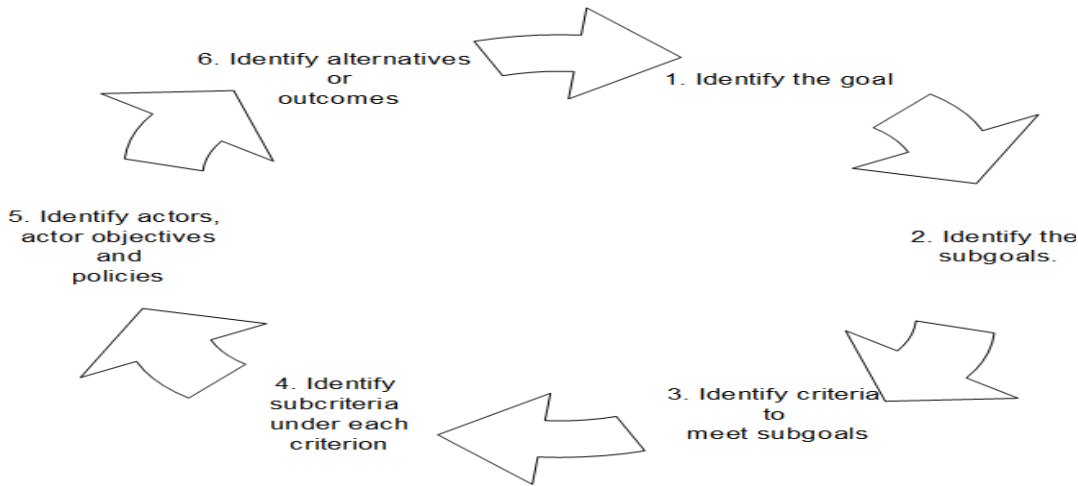 1. Identify the goal
2. Identify the
subgoals.
3. Identify criteria
to
meet subgoals
4. Identify
subcriteria
under each
criterion
5. Identify actors,
actor objectives
and
policies
6. Identify alternatives
or
outcomes